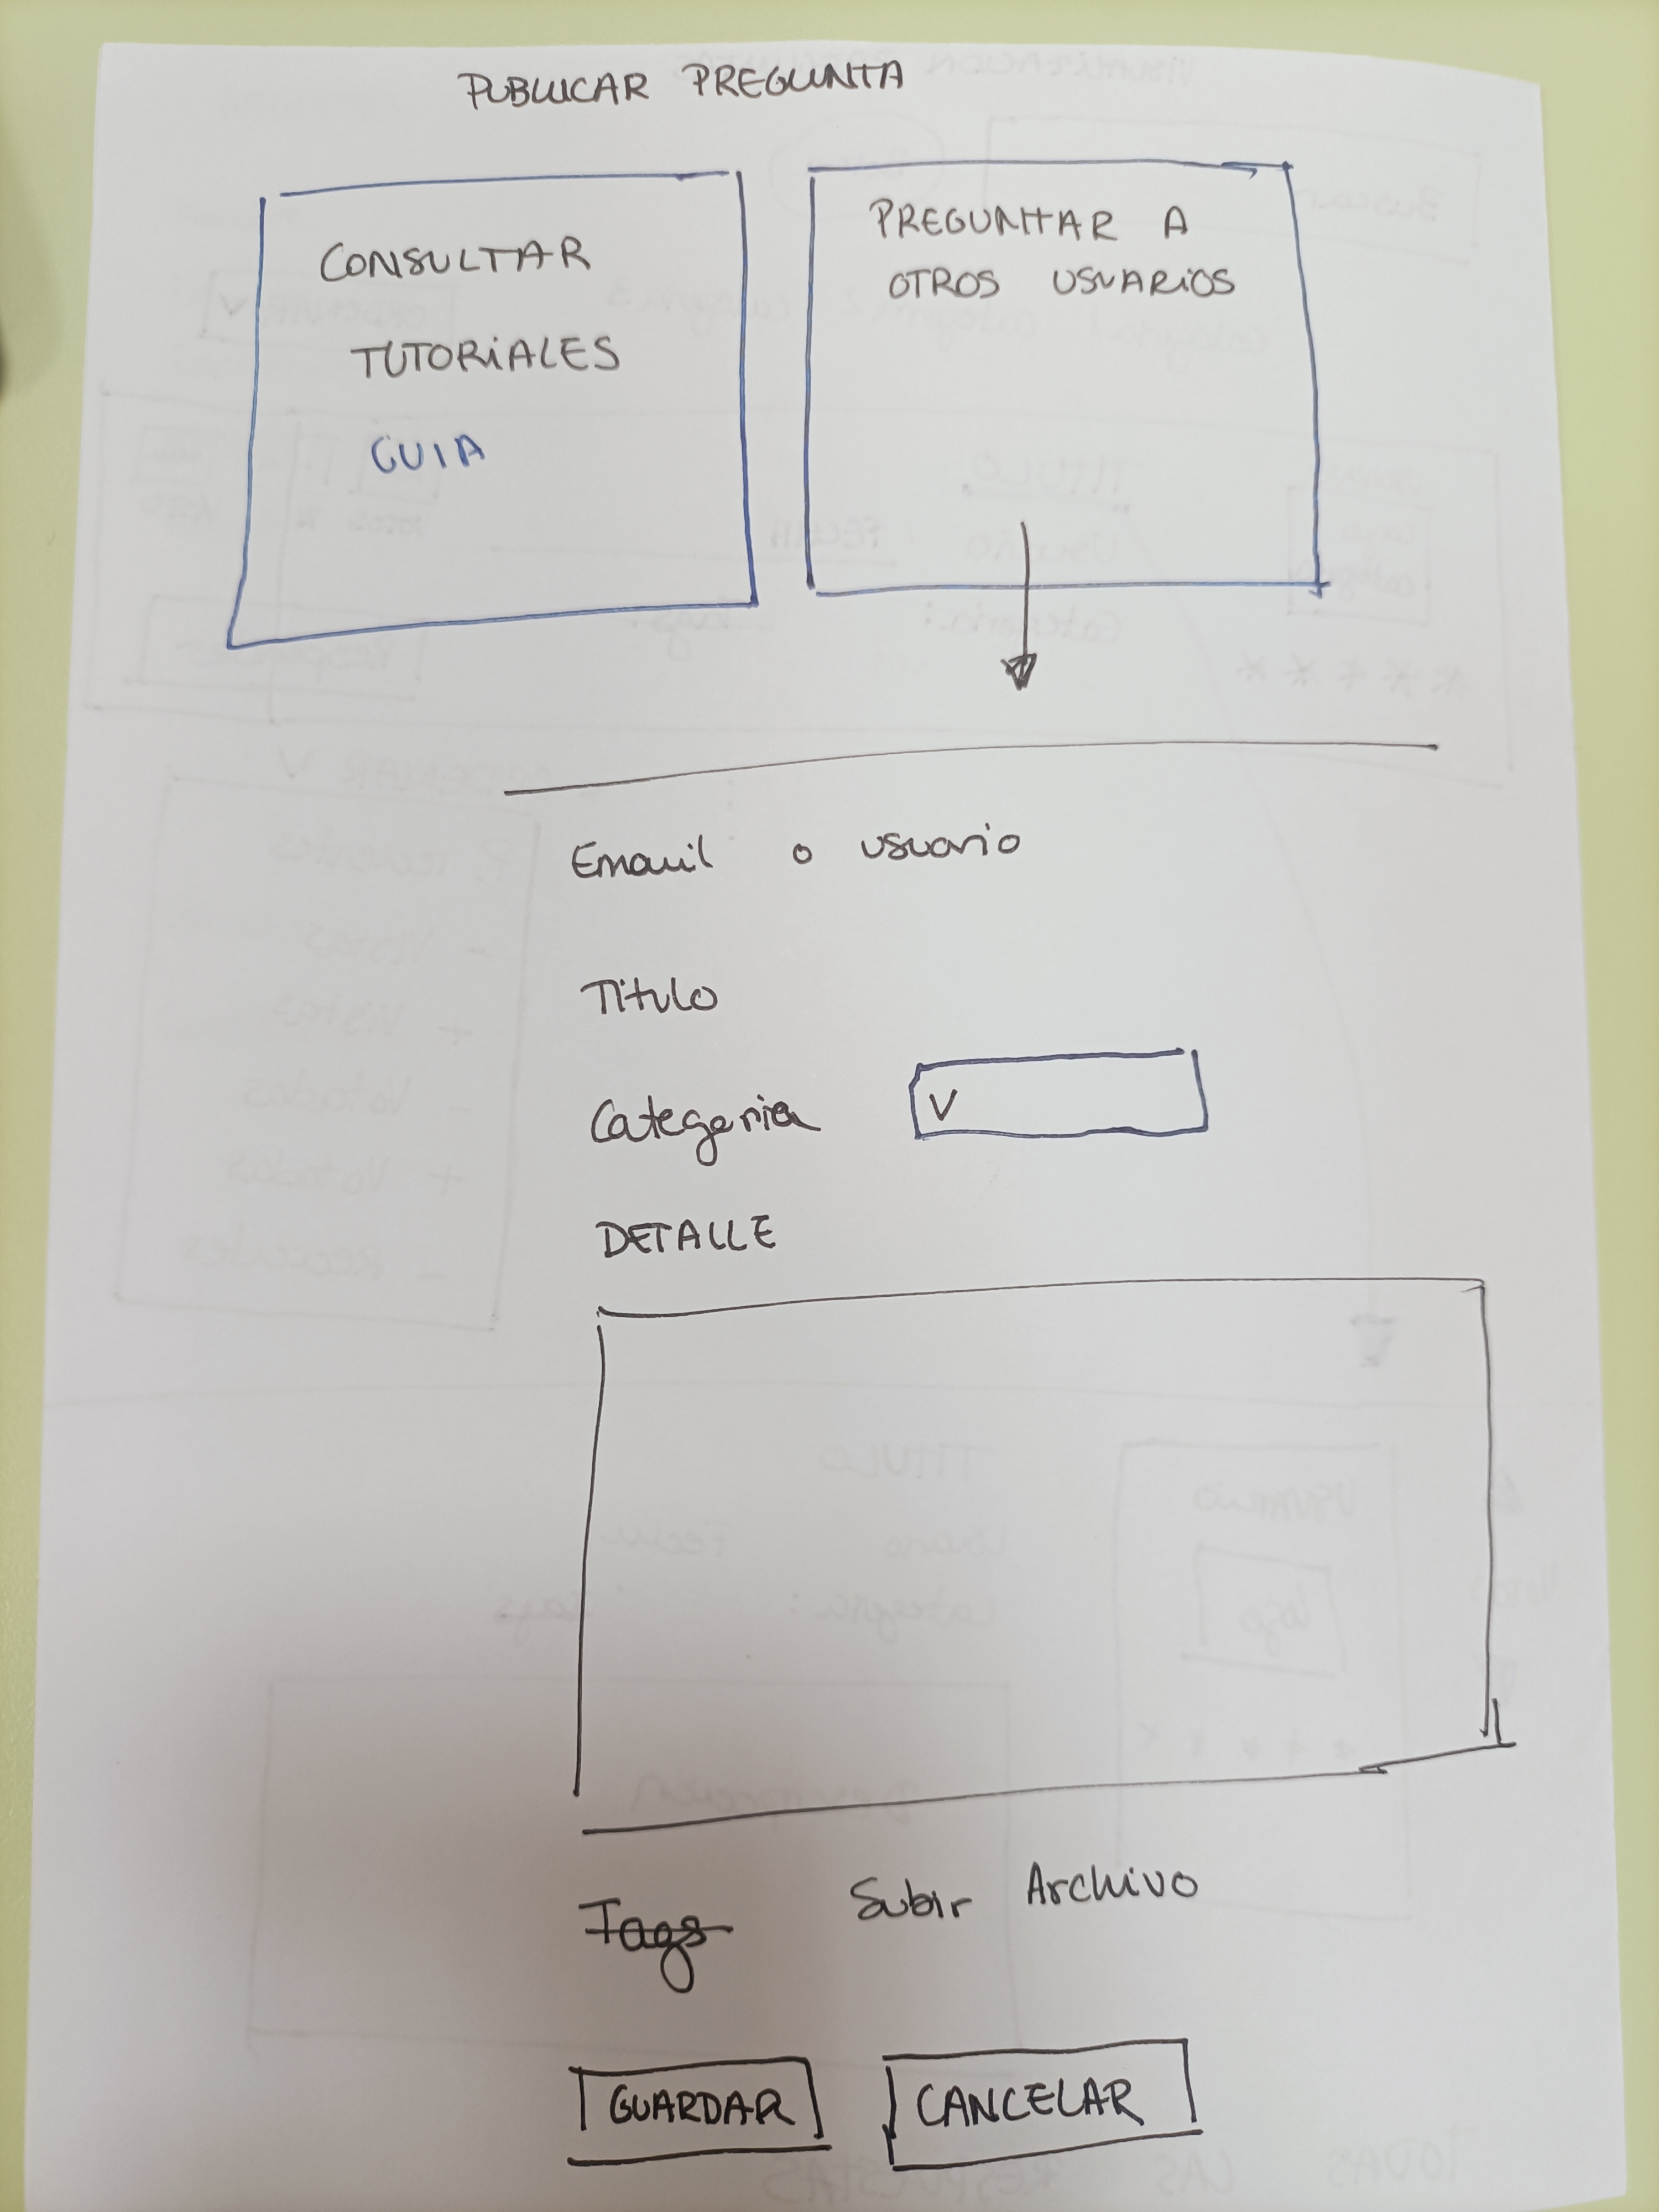 PUBLICAR PREGUNTA
CONSULTAR
TUTORIALES
GUIA
PREGUNTAR A
OTROS USUARIOS
Email o usuario
Titulo
Categoria V
DETALLE
Tags Subir Archivo
GUARDAR CANCELAR